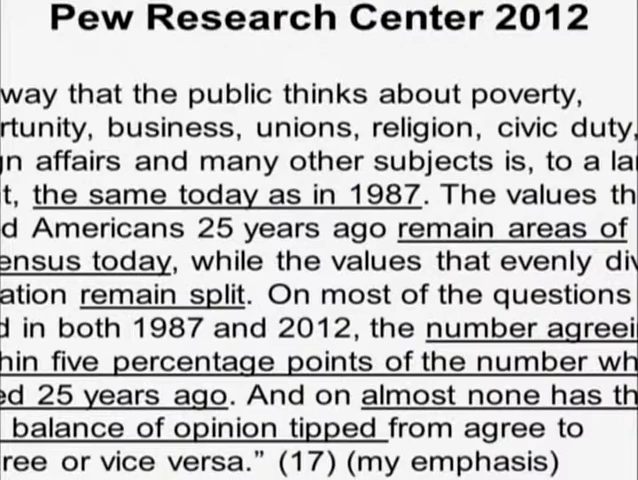 Pew Research Center 2012
way that the public thinks about poverty,
rtunity, business, unions, religion, civic duty,
n affairs and many other subjects is, to a la
t, the same today as in 1987. The values th
d Americans 25 years ago remain areas of
ensus today, while the values that evenly div
ation remain split. On most of the questions
d in both 1987 and 2012, the number agreei
hin five percentage points of the number wh
ed 25 years ago. And on almost none has th
balance of opinion tipped from agree to
ree or vice versa.” (17) (my emphasis)